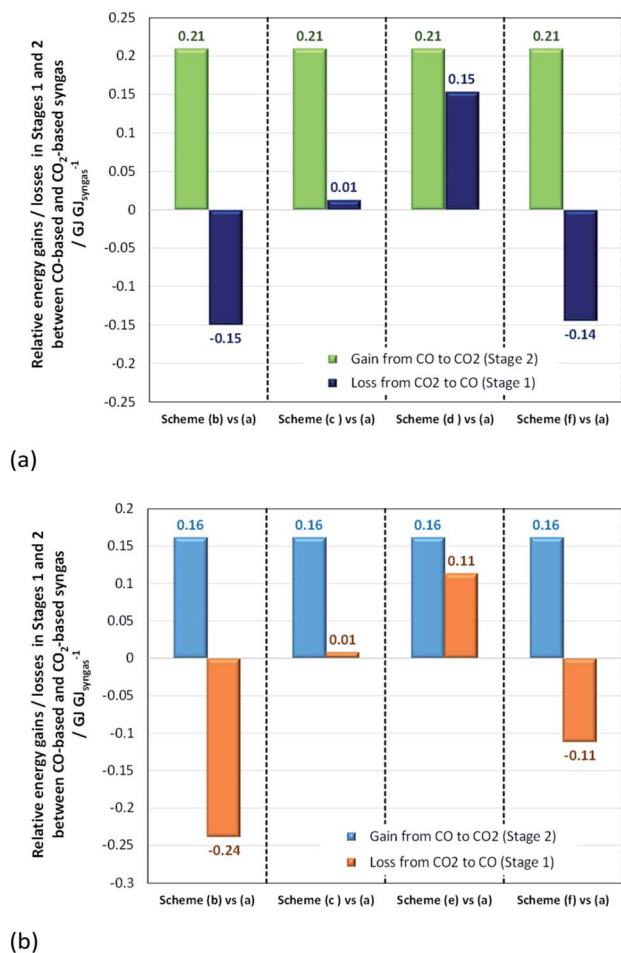 Relative energy gains / losses in Stages 1 and 2
between CO-based and CO2-based syngas
/ GJ GJsyngas-1
0.25
0.2
0.15
0.1
0.05
0
-0.05
-0.1
-0.15
-0.2
-0.25
0.21
0.21
0.21
0.21
0.15
0.01
-0.15
-0.14
Gain from CO to CO2 (Stage 2)
Loss from CO2 to CO (Stage 1)
Scheme (b) vs (a)
Scheme (c ) vs (a)
Scheme (d ) vs (a)
Scheme (f) vs (a)
(a)
Relative energy gains / losses in Stages 1 and 2
between CO-based and CO2-based syngas
/ GJ GJsyngas-1
0.2
0.15
0.1
0.05
0
-0.05
-0.1
-0.15
-0.2
-0.25
-0.3
0.16
0.16
0.16
0.16
0.11
0.01
-0.11
-0.24
Gain from CO to CO2 (Stage 2)
Loss from CO2 to CO (Stage 1)
Scheme (b) vs (a)
Scheme (c ) vs (a)
Scheme (e) vs (a)
Scheme (f) vs (a)
(b)